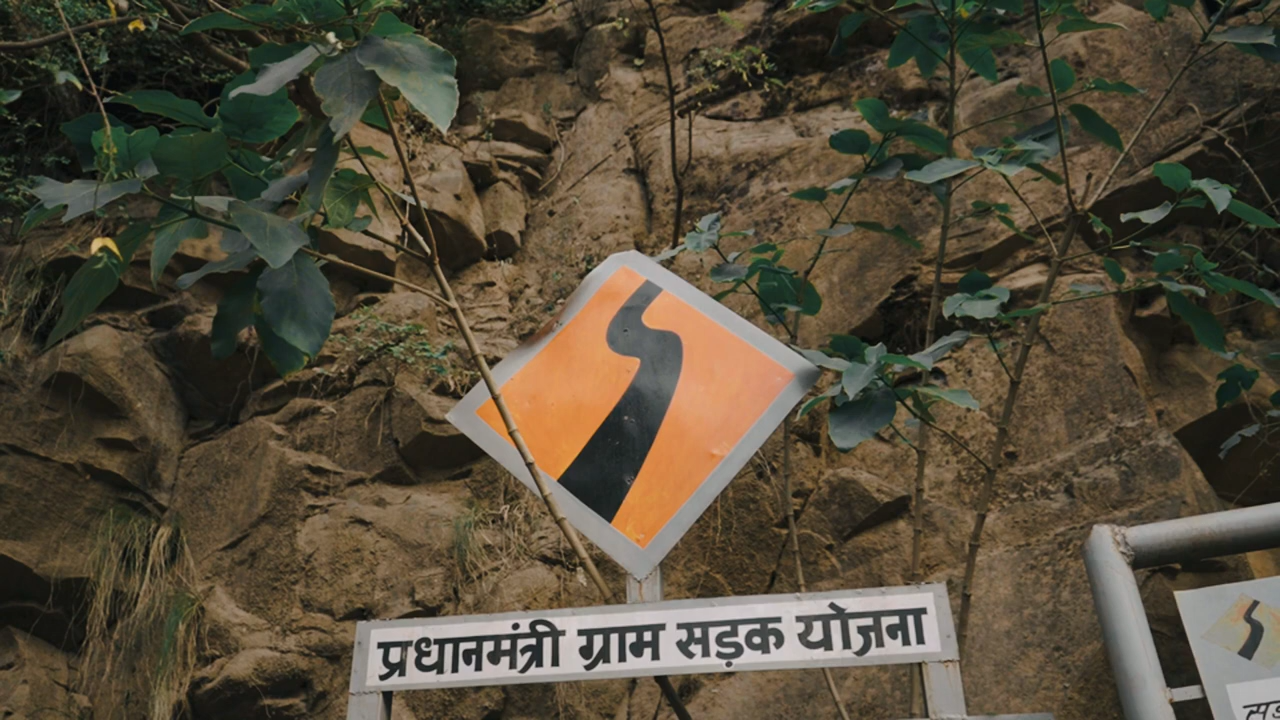 प्रधानमंत्री ग्राम सड़क योजना